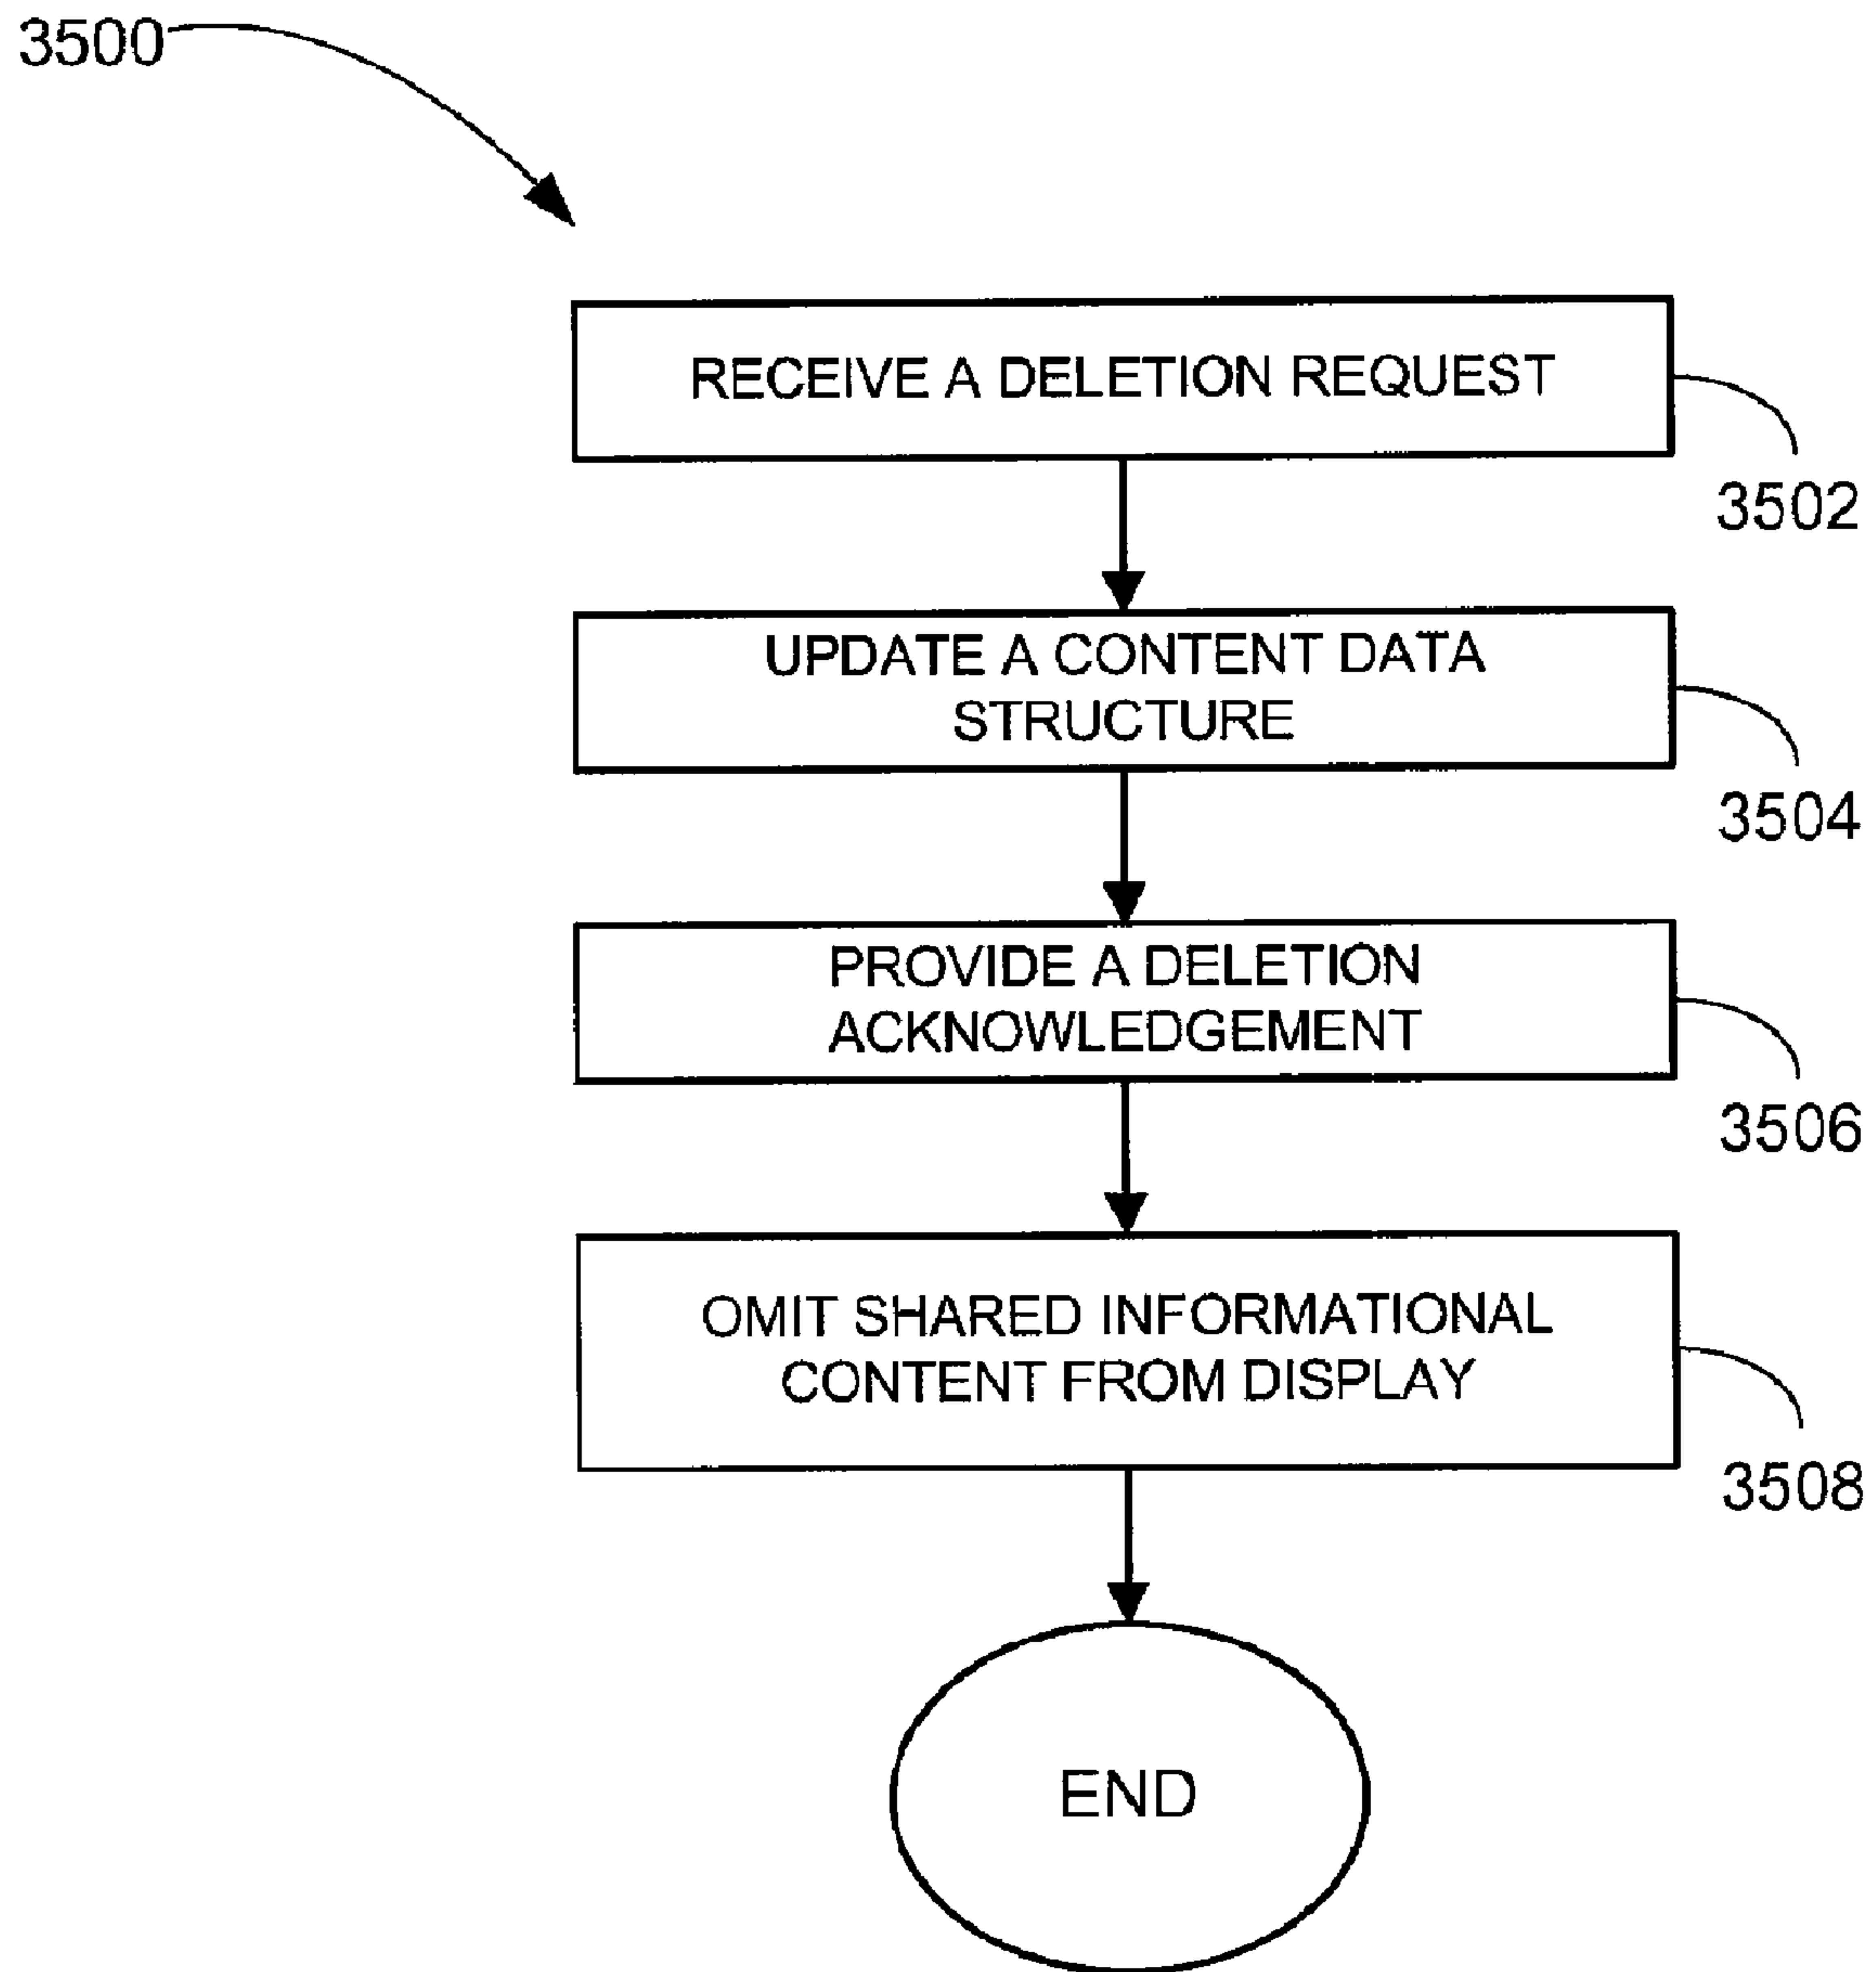 3500
RECEIVE A DELETION REQUEST
3502
UPDATE A CONTENT DATA
STRUCTURE
3504
PROVIDE A DELETION
ACKNOWLEDGEMENT
3506
OMIT SHARED INFORMATIONAL
CONTENT FROM DISPLAY
3508
END